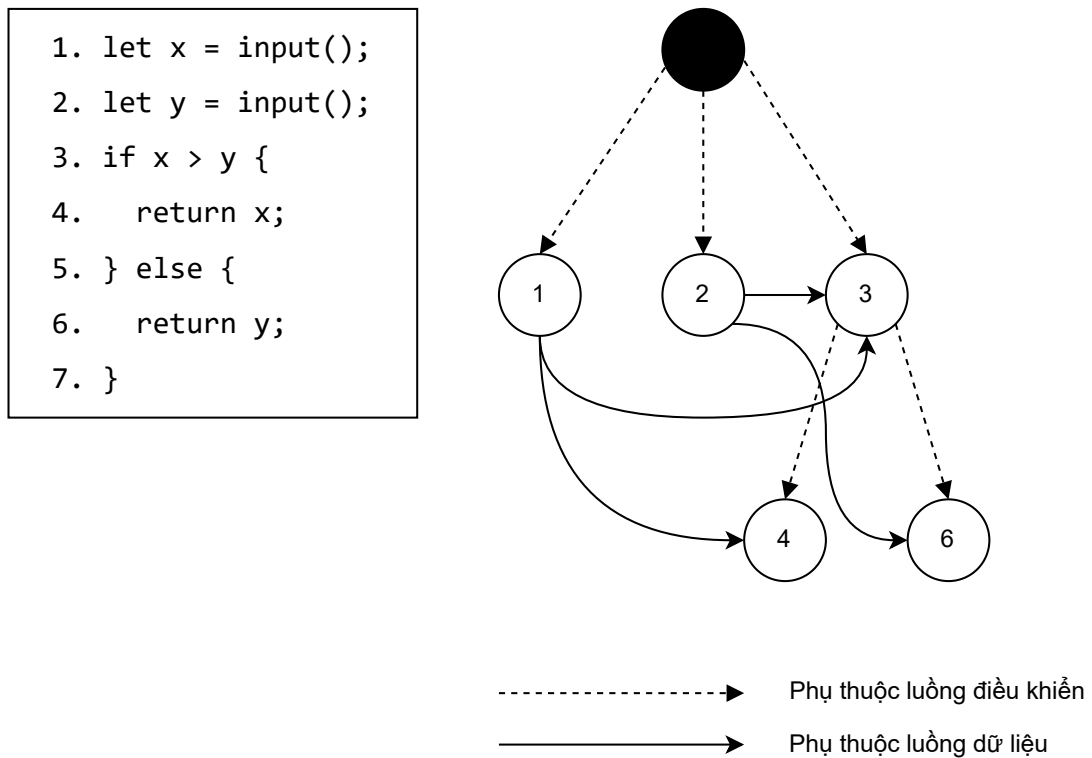 1. let x = input();
2. let y = input();
3. if x > y {
4.   return x;
5. } else {
6.   return y;
7. }
1
2
3
4
6
Phụ thuộc luồng điều khiển
Phụ thuộc luồng dữ liệu